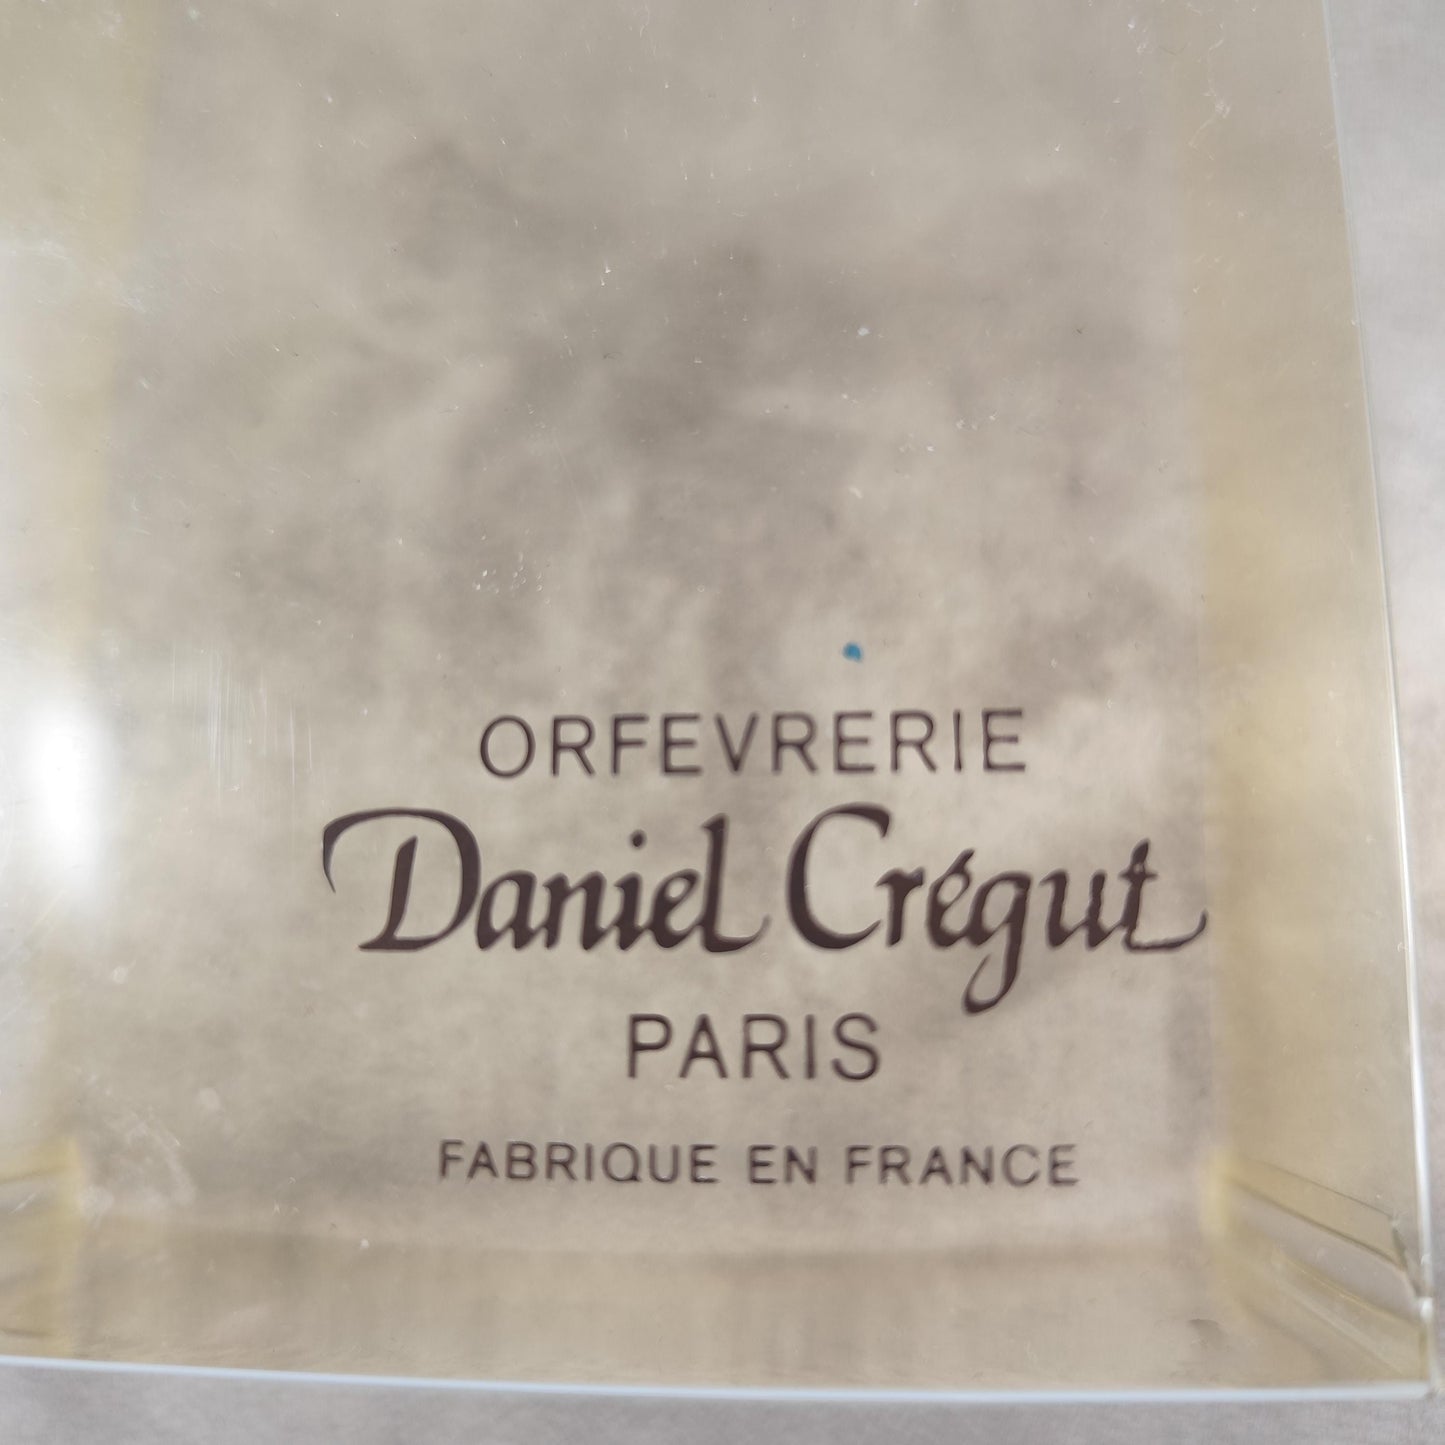 ORFEVRERIE
Daniel Crégut
PARIS
FABRIQUE EN FRANCE